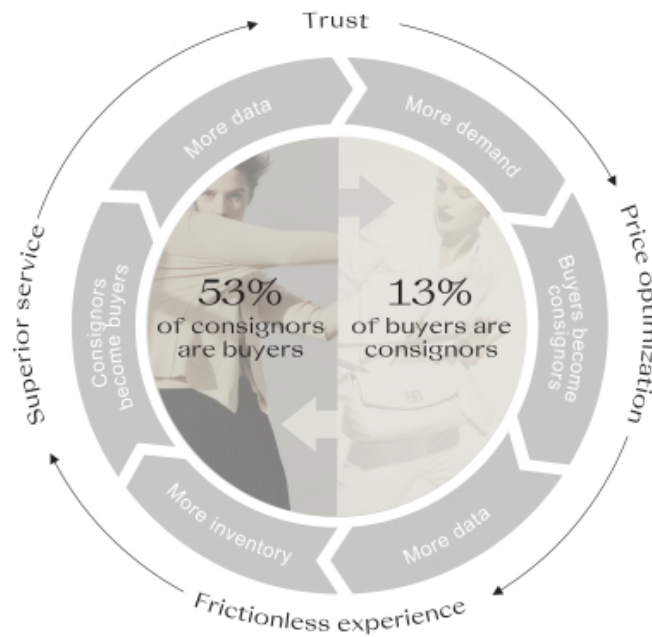 Trust
More data
More demand
Superior service
Consignors
become buyers
53%
of consignors
are buyers
13%
of buyers are
consignors
Buyers become
consignors
Price optimization
More inventory
More data
Frictionless experience